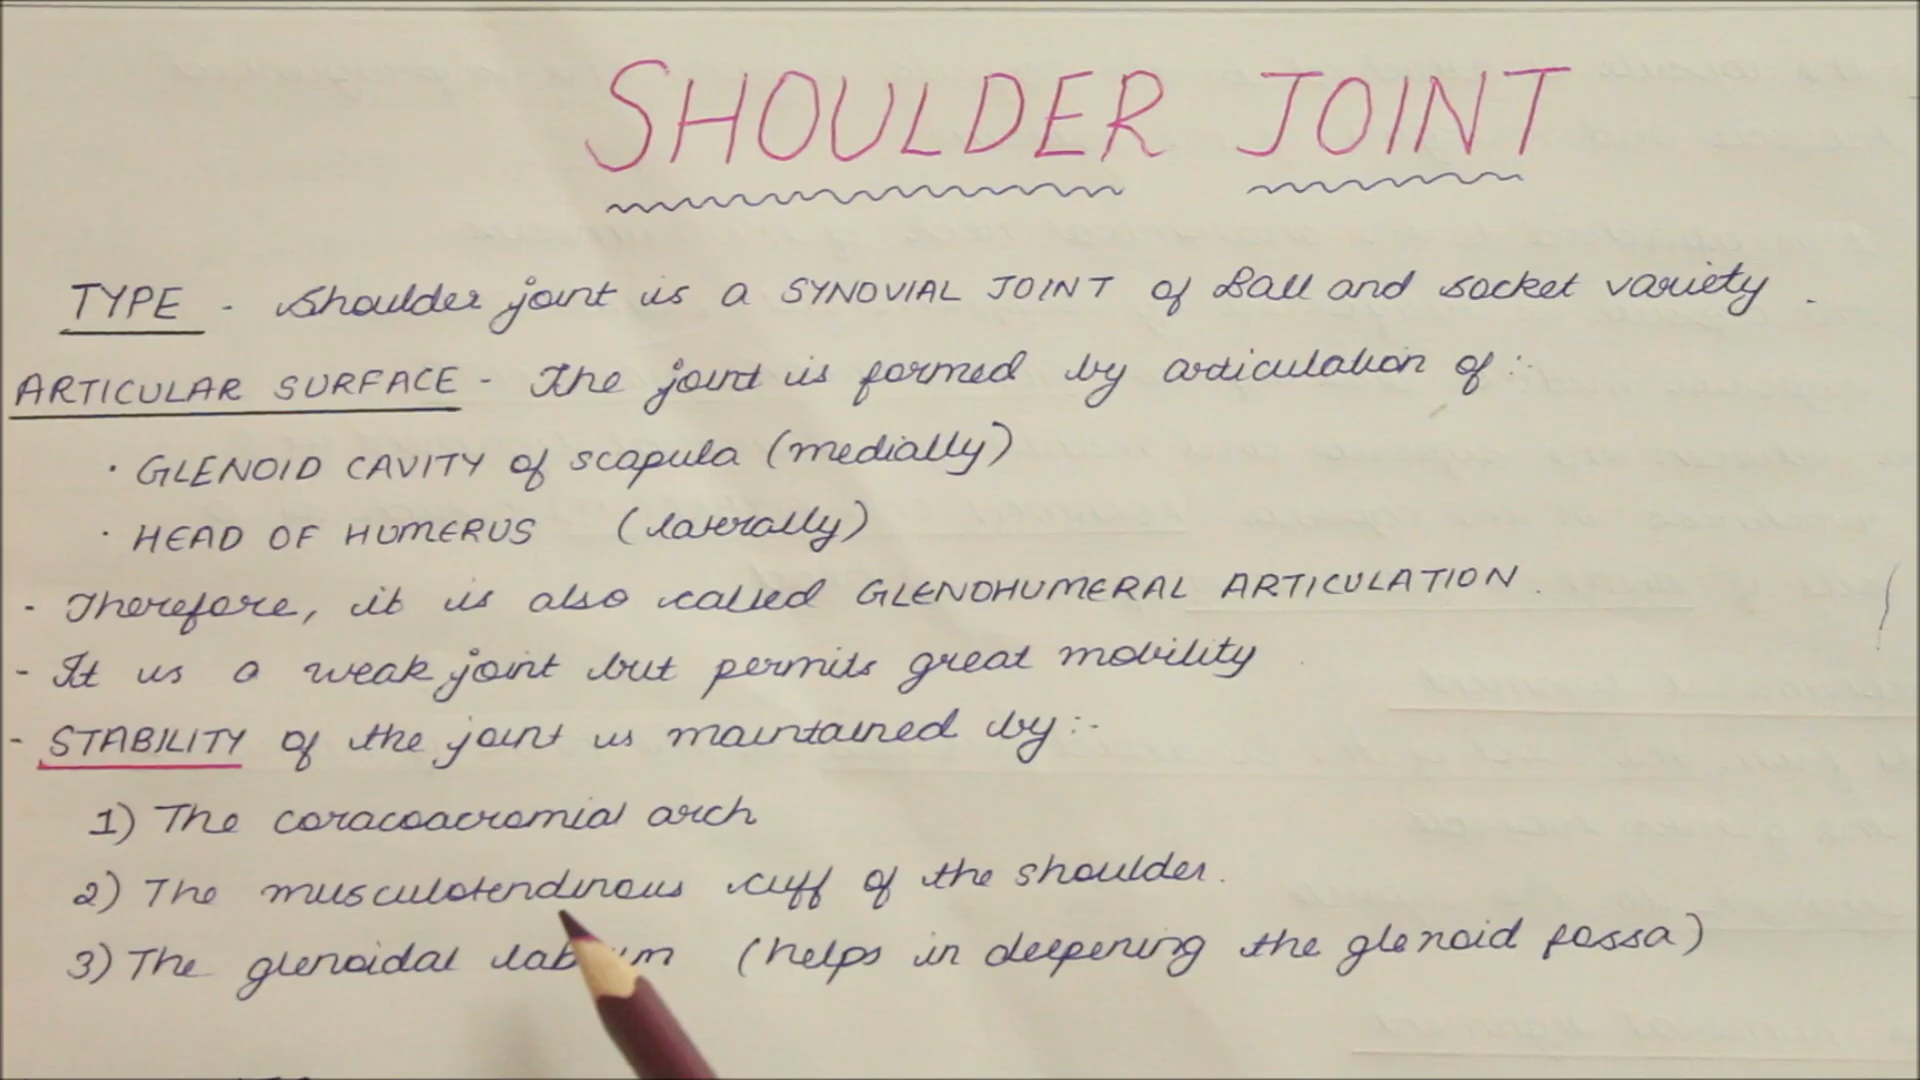 SHOULDER JOINT
TYPE - Shoulder joint is a SYNOVIAL JOINT of Ball and socket variety.
ARTICULAR SURFACE - The joint is formed by articulation of :-
· GLENOID CAVITY of scapula (medially)
· HEAD OF HUMERUS (laterally)
- Therefore, it is also called GLENOHUMERAL ARTICULATION.
- It is a weak joint but permits great mobility
- STABILITY of the joint is maintained by :-
1) The coracoacromial arch
2) The musculotendinous cuff of the shoulder.
3) The glenoidal labrum (helps in deepening the glenoid fossa)